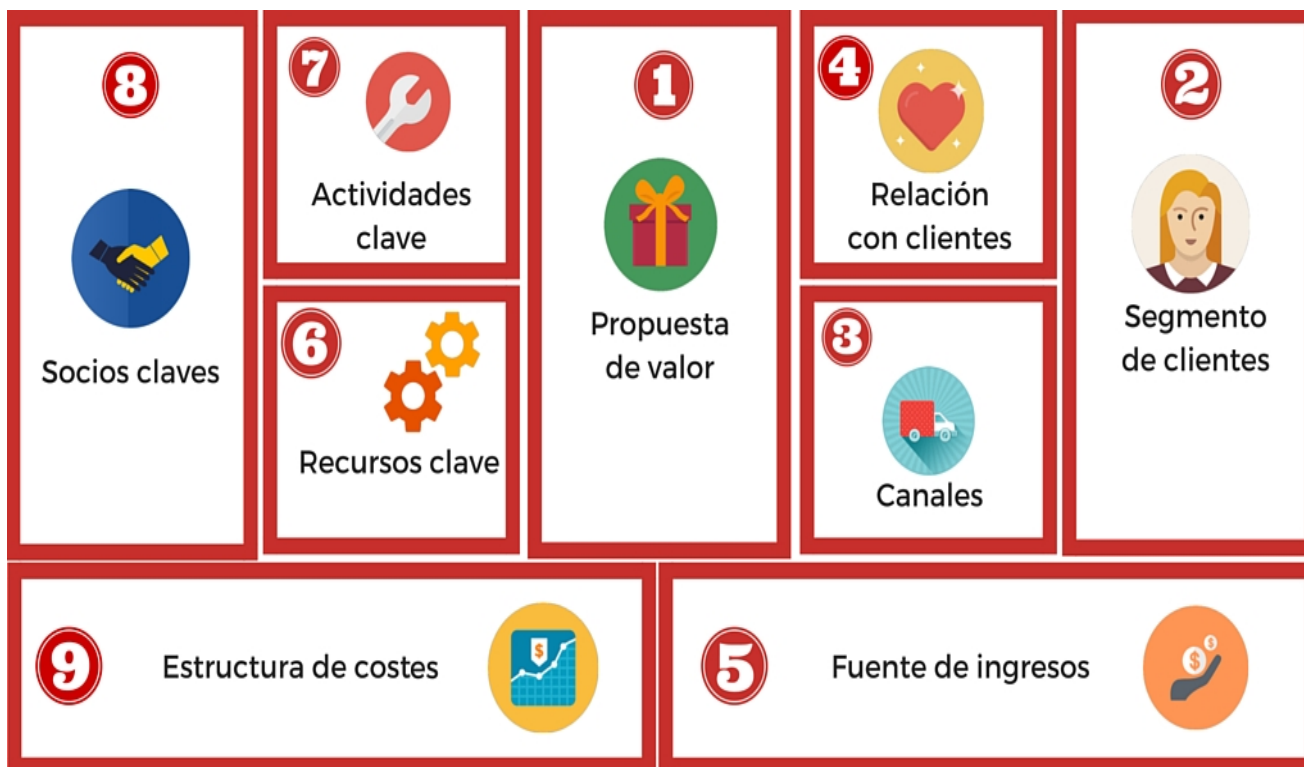 8
Socios claves
7
Actividades
clave
6
Recursos clave
1
Propuesta
de valor
4
Relación
con clientes
3
Canales
2
Segmento
de clientes
9
Estructura de costes
$
5
Fuente de ingresos
$
$